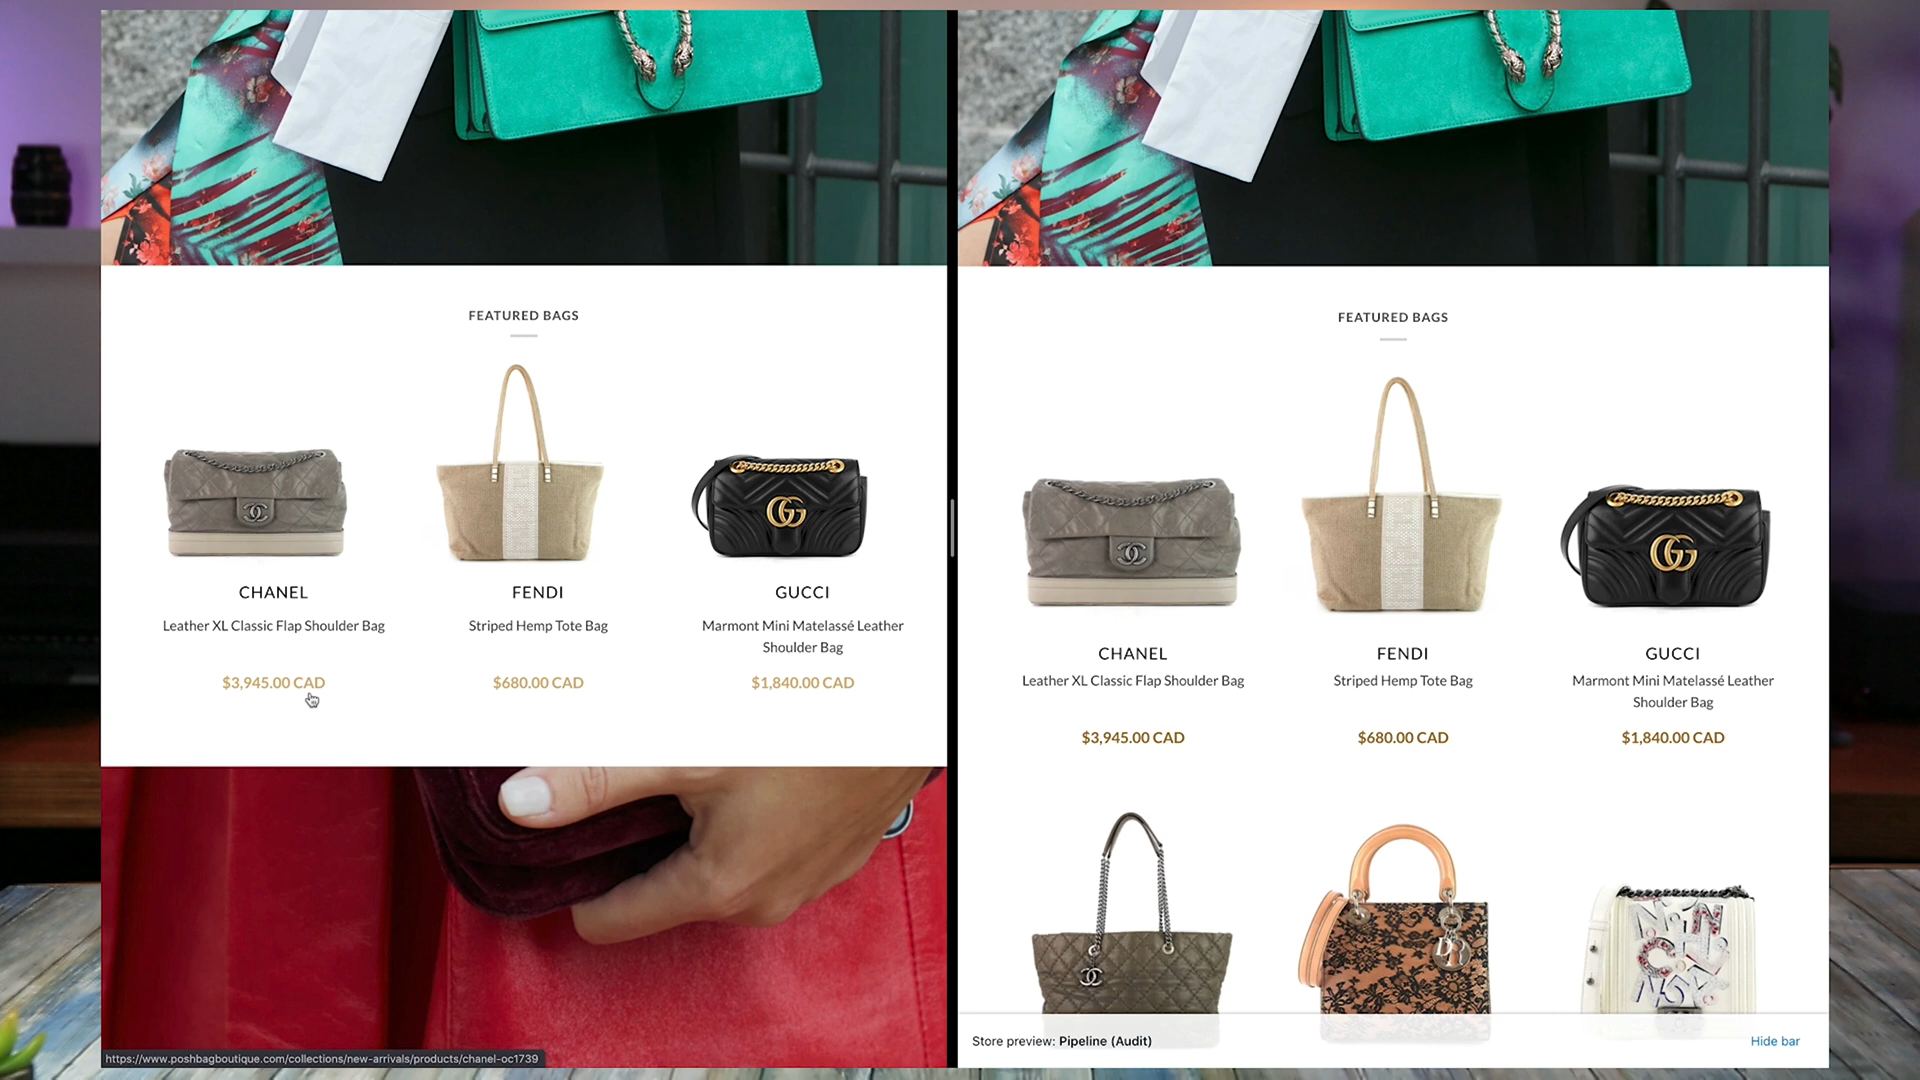 FEATURED BAGS
CHANEL
FENDI
GUCCI
Leather XL Classic Flap Shoulder Bag
Striped Hemp Tote Bag
Marmont Mini Matelassé Leather
Shoulder Bag
$3,945.00 CAD
$680.00 CAD
$1,840.00 CAD
https://www.poshbagboutique.com/collections/new-arrivals/products/chanel-oc1739
FEATURED BAGS
CHANEL
FENDI
GUCCI
Leather XL Classic Flap Shoulder Bag
Striped Hemp Tote Bag
Marmont Mini Matelassé Leather
Shoulder Bag
$3,945.00 CAD
$680.00 CAD
$1,840.00 CAD
Store preview: Pipeline (Audit)
Hide bar